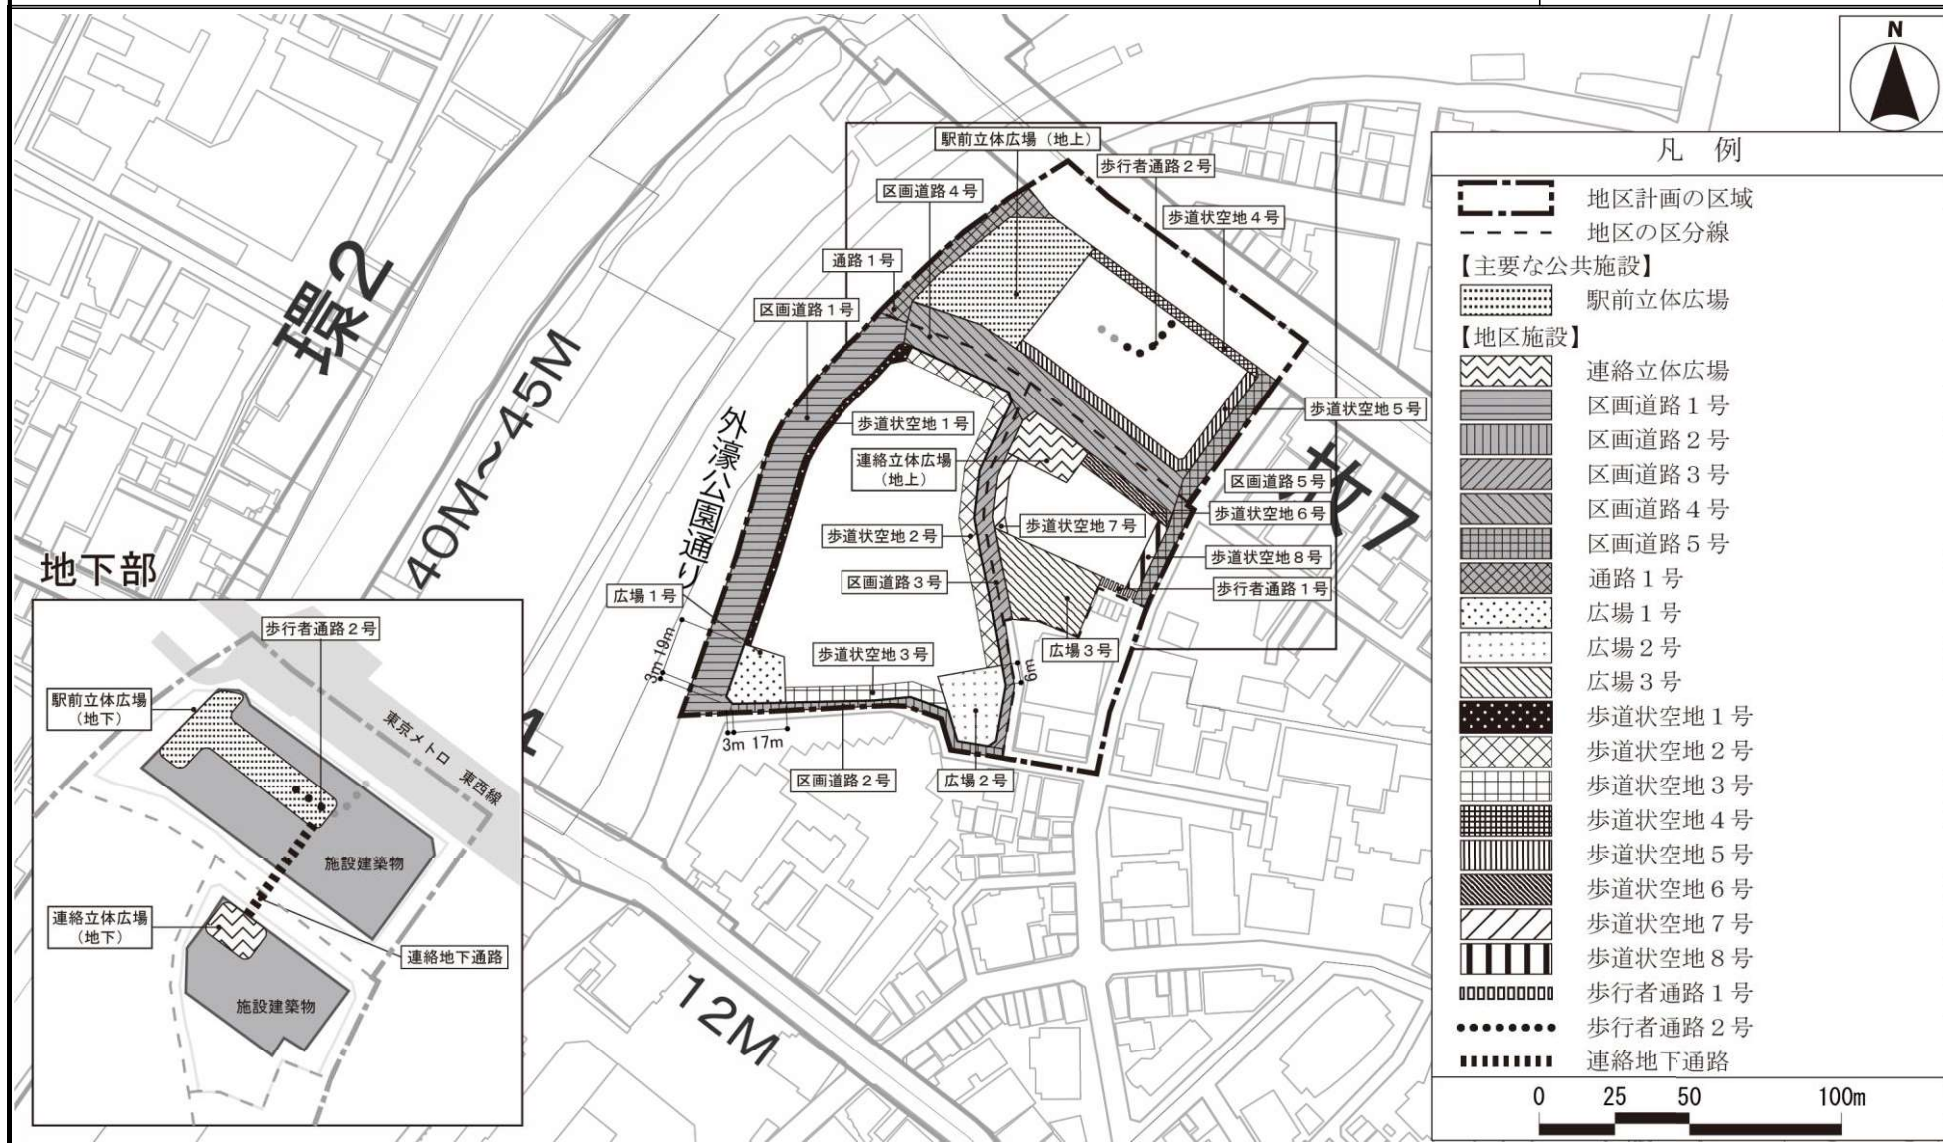 N
環2
40M～45M
外濠公園通り
放7
12M
駅前立体広場（地上）
歩行者通路２号
区画道路４号
歩道状空地４号
通路１号
区画道路１号
歩道状空地１号
歩道状空地５号
連絡立体広場
（地上）
区画道路５号
歩道状空地６号
歩道状空地７号
歩道状空地２号
歩道状空地８号
区画道路３号
歩行者通路１号
広場１号
19m
3m
歩道状空地３号
広場３号
6m
3m 17m
区画道路２号
広場２号
地下部
歩行者通路２号
駅前立体広場
（地下）
東京メトロ 東西線
施設建築物
連絡立体広場
（地下）
連絡地下通路
施設建築物
凡 例
地区計画の区域
地区の区分線
【主要な公共施設】
駅前立体広場
【地区施設】
連絡立体広場
区画道路１号
区画道路２号
区画道路３号
区画道路４号
区画道路５号
通路１号
広場１号
広場２号
広場３号
歩道状空地１号
歩道状空地２号
歩道状空地３号
歩道状空地４号
歩道状空地５号
歩道状空地６号
歩道状空地７号
歩道状空地８号
歩行者通路１号
歩行者通路２号
連絡地下通路
0 25 50 100m